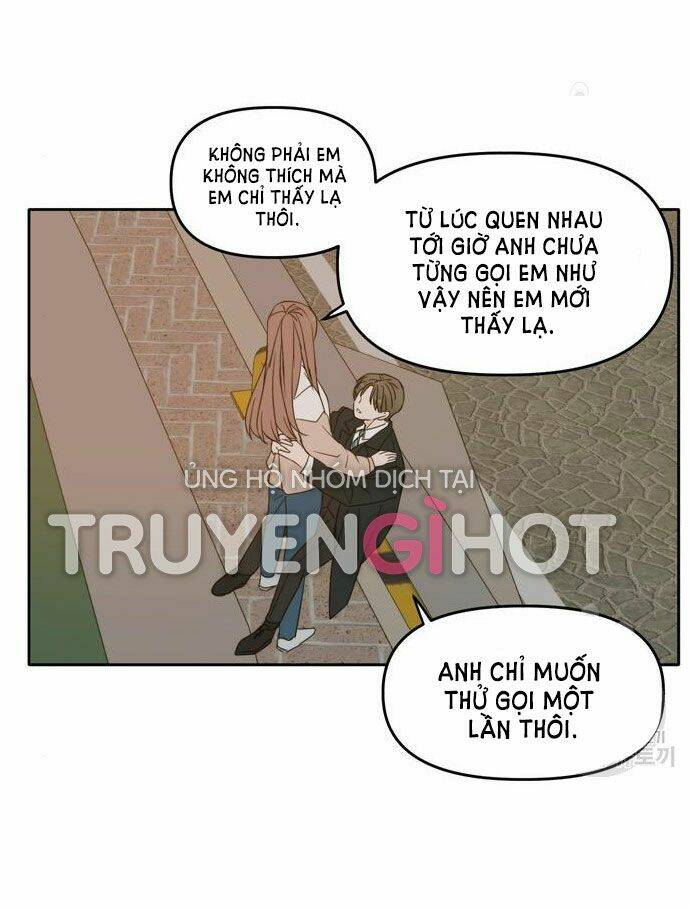 KHÔNG PHẢI EM
KHÔNG THÍCH MÀ
EM CHỈ THẤY LẠ
THÔI.
TỪ LÚC QUEN NHAU
TỚI GIỜ ANH CHƯA
TỪNG GỌI EM NHƯ
VẬY NÊN EM MỚI
THẤY LẠ.
ỦNG HỘ NHÓM DỊCH TẠI
TRUYENGIHOT
ANH CHỈ MUỐN
THỬ GỌI MỘT
LẦN THÔI.
토끼